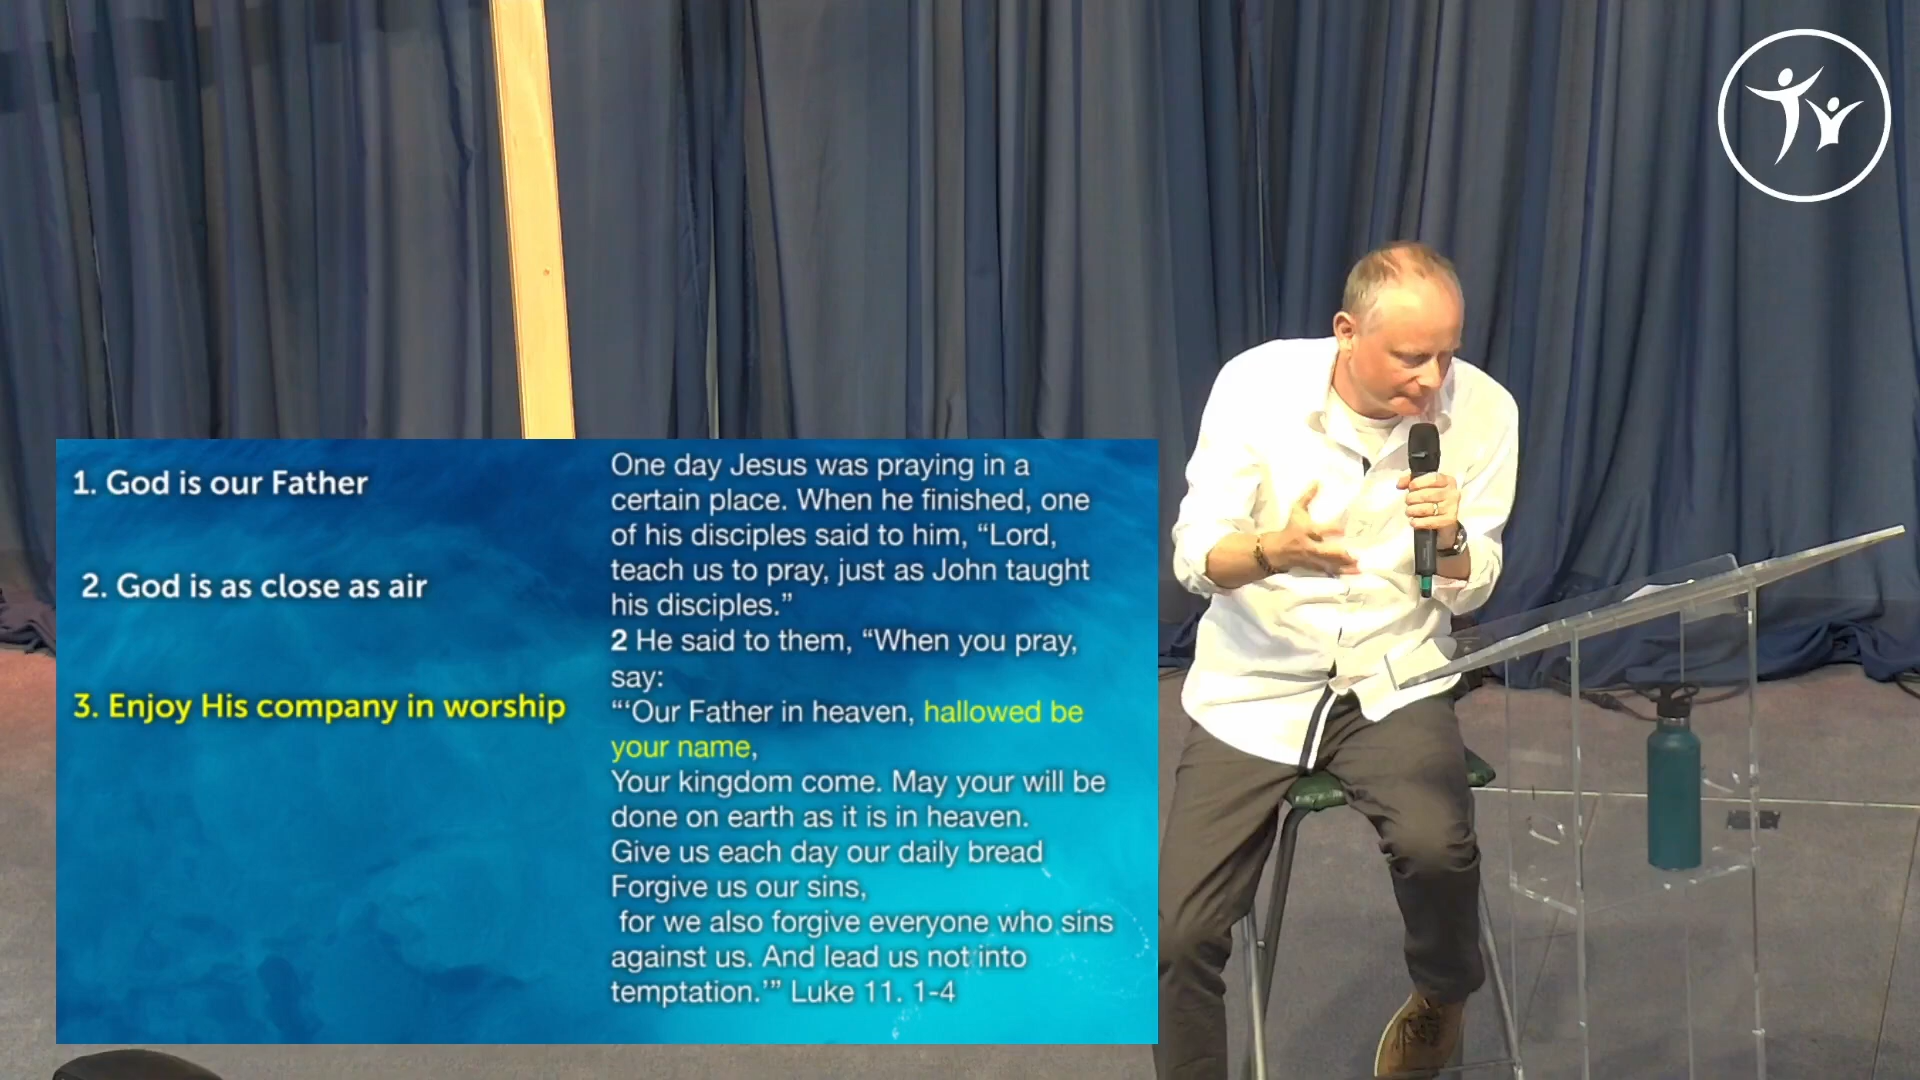 1. God is our Father
2. God is as close as air
3. Enjoy His company in worship
One day Jesus was praying in a
certain place. When he finished, one
of his disciples said to him, “Lord,
teach us to pray, just as John taught
his disciples.”
2 He said to them, “When you pray,
say:
“‘Our Father in heaven, hallowed be
your name,
Your kingdom come. May your will be
done on earth as it is in heaven.
Give us each day our daily bread
Forgive us our sins,
for we also forgive everyone who sins
against us. And lead us not into
temptation.’” Luke 11. 1-4